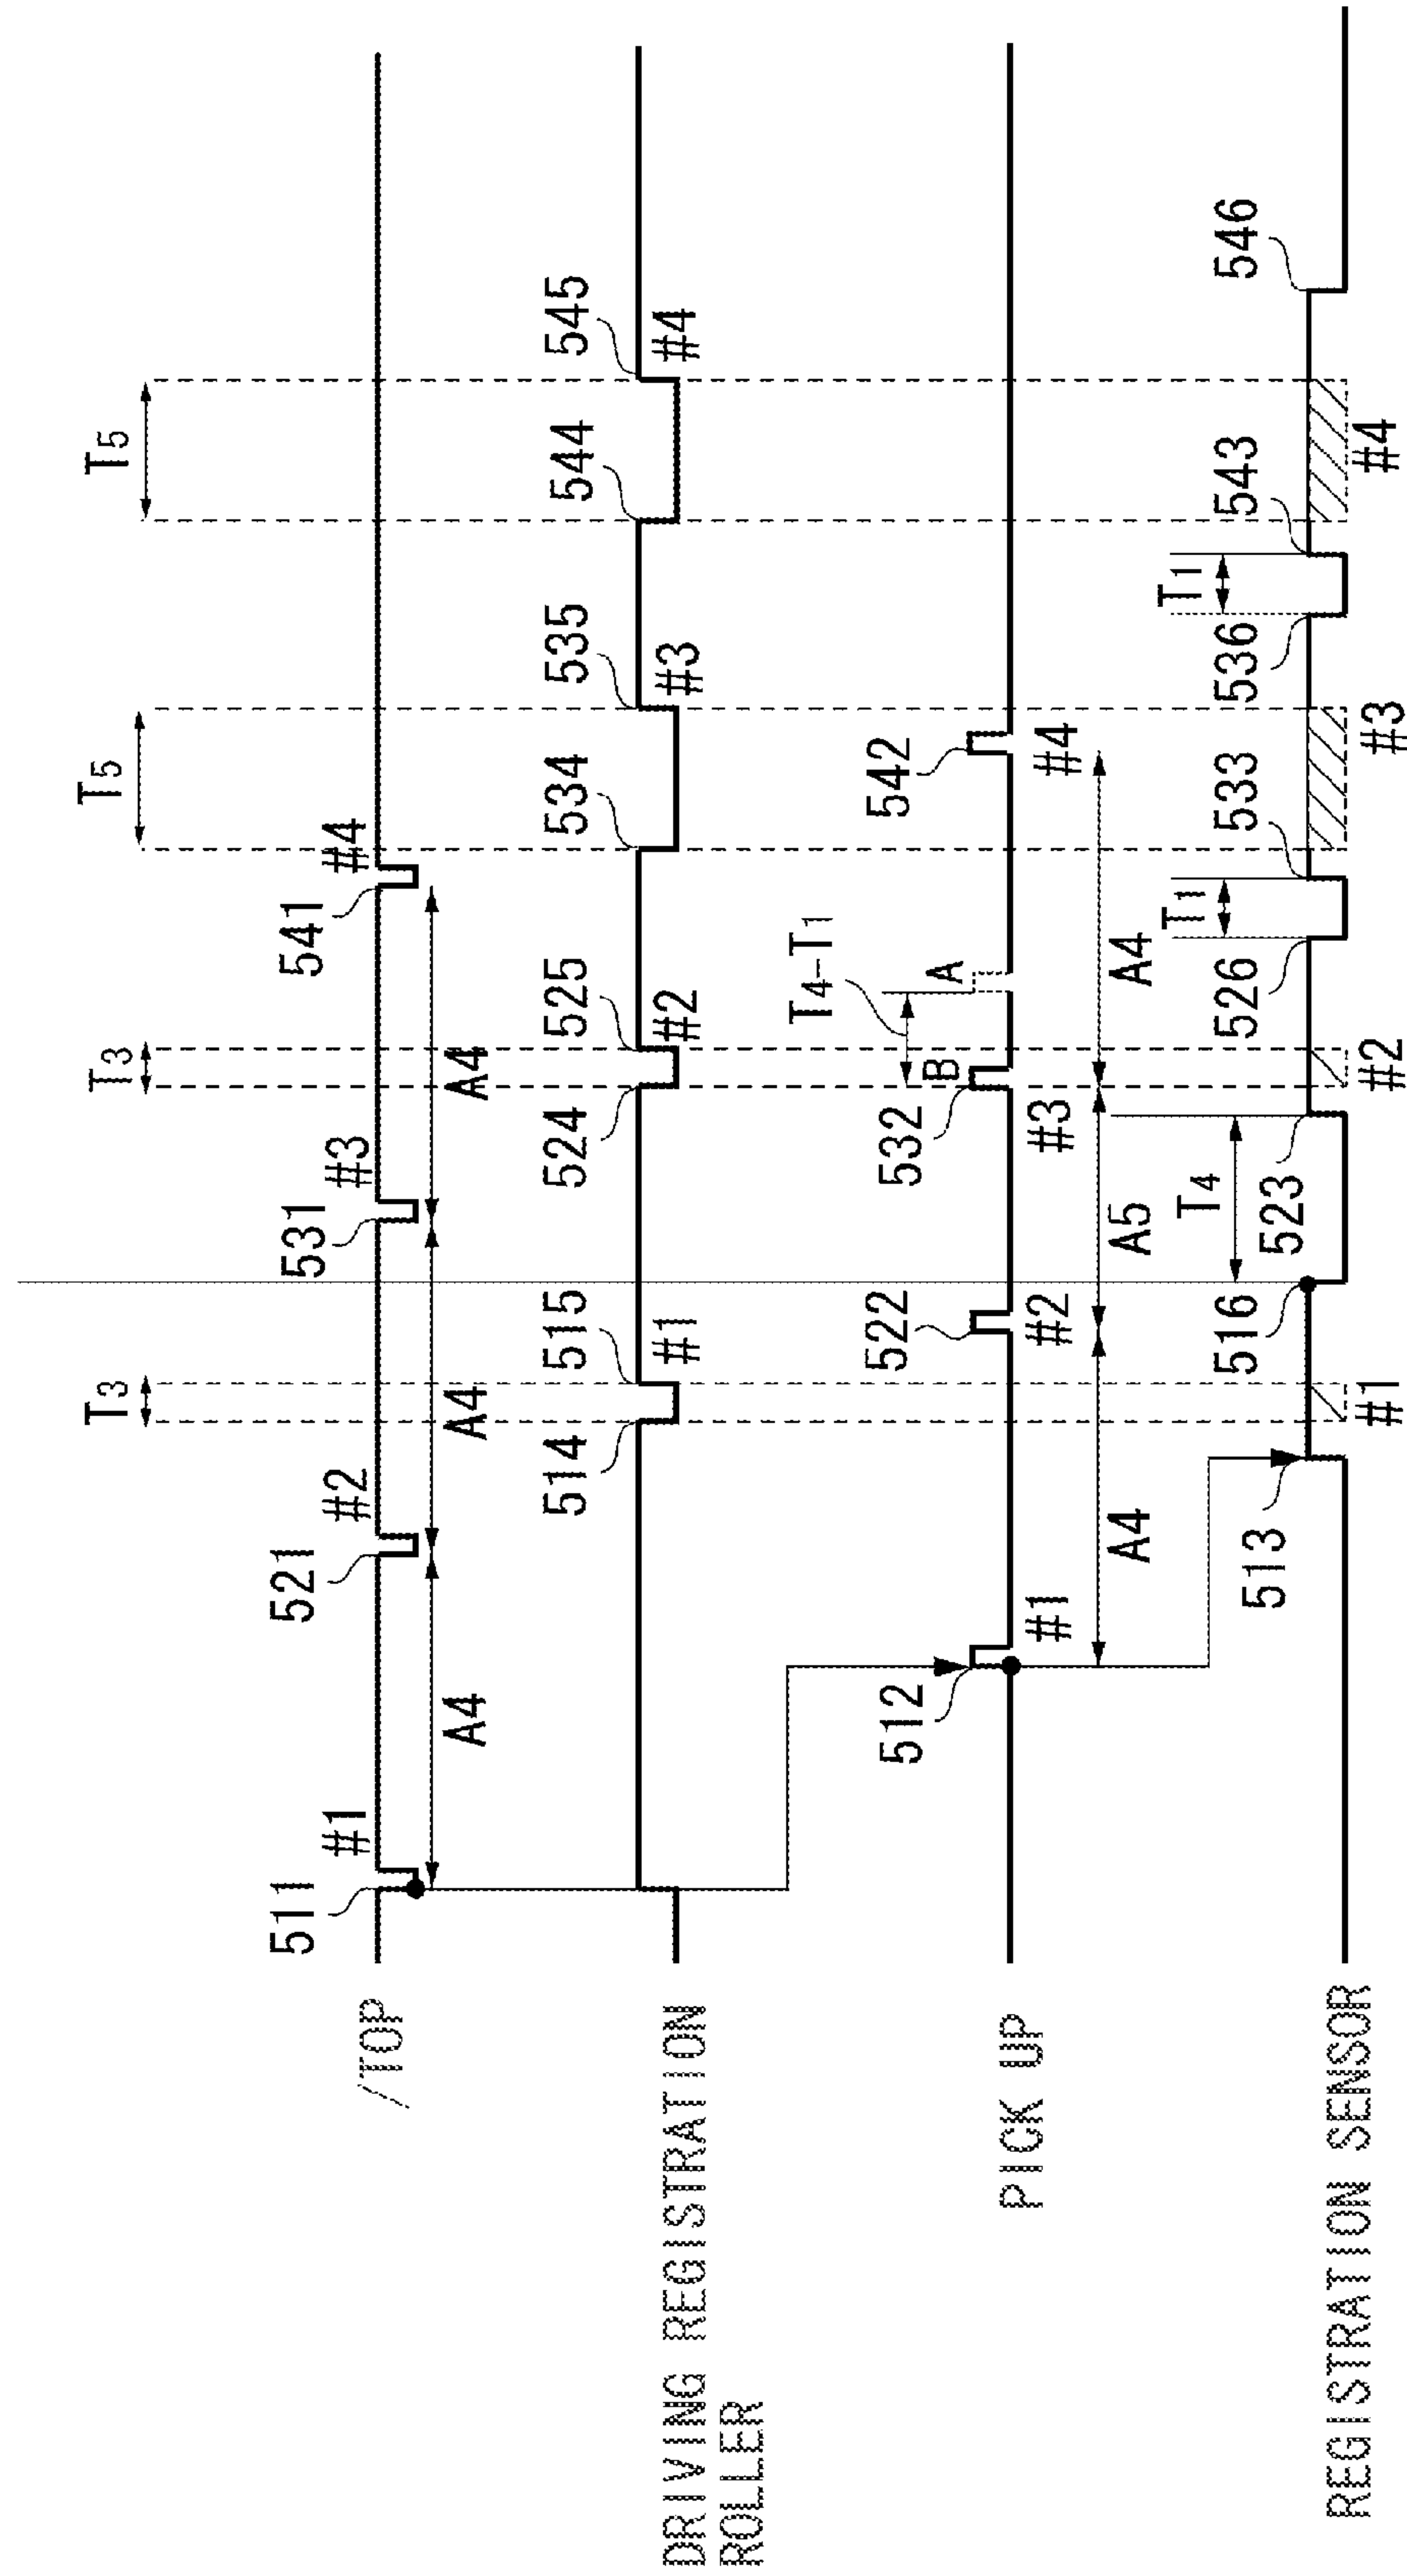 /TOP
511
#1
A4
521
#2
A4
531
#3
A4
541
#4
T3
T3
T5
T5
DRIVING REGISTRATION
ROLLER
514
515
#1
524
525
#2
534
535
#3
544
545
#4
PICK UP
512
#1
A4
522
#2
A5
532
B
#3
T4-T1
A
A4
542
#4
REGISTRATION SENSOR
513
#1
516
T4
523
#2
526
T1
533
#3
536
T1
543
#4
546